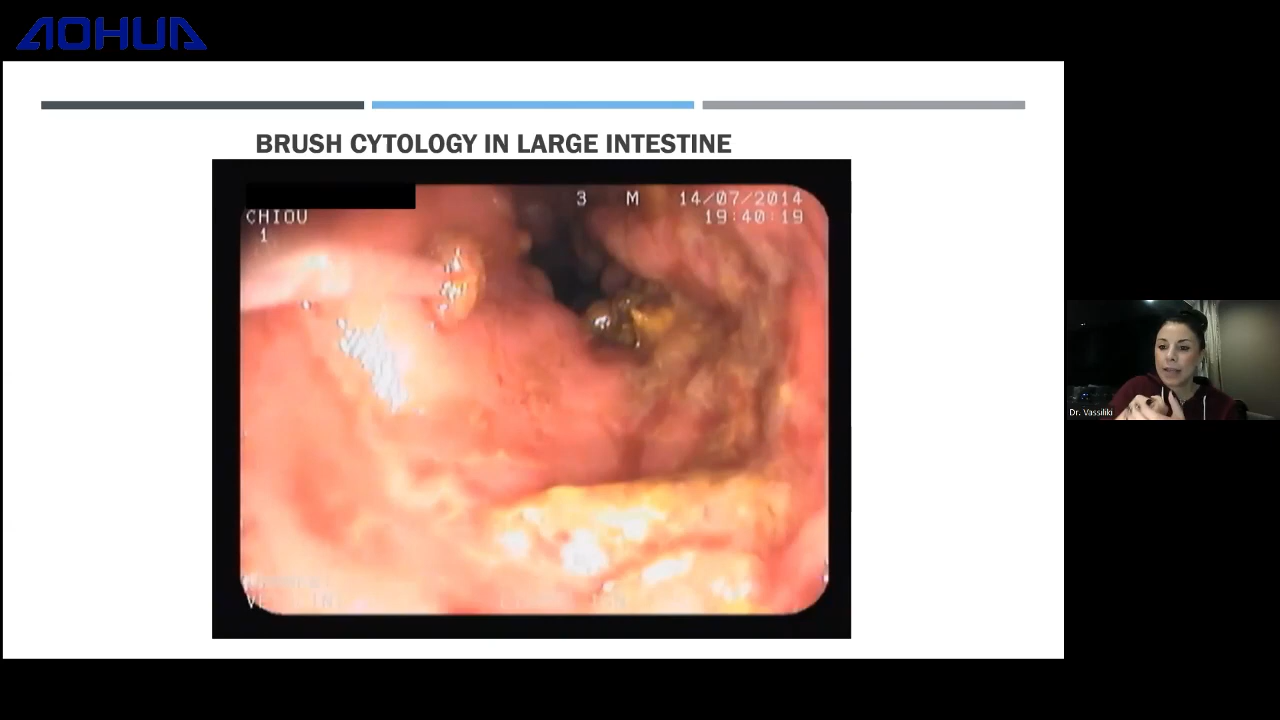 AOHUA
BRUSH CYTOLOGY IN LARGE INTESTINE
3 M 14/07/2014
CHIOU 19:40:19
1
Dr. Vassiliki